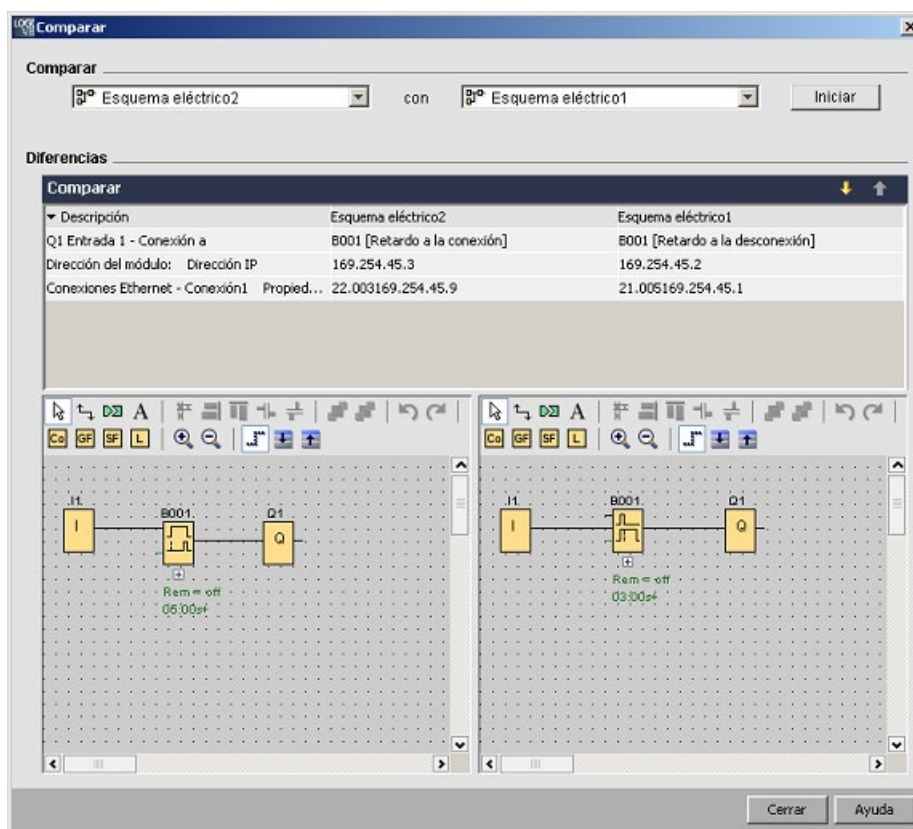 Comparar
Comparar
Esquema eléctrico2 con Esquema eléctrico1 Iniciar
Diferencias
Comparar
Descripción Esquema eléctrico2 Esquema eléctrico1
Q1 Entrada 1 - Conexión a B001 [Retardo a la conexión] B001 [Retardo a la desconexión]
Dirección del módulo: Dirección IP 169.254.45.3 169.254.45.2
Conexiones Ethernet - Conexión1 Propied... 22.003169.254.45.9 21.005169.254.45.1
A
Co GF SF L
I1.
B001.
Q1
I
Q
Rem = off
05:00s+
A
Co GF SF L
.I1.
B001.
Q1
I
Q
Rem = off
03:00s+
Cerrar Ayuda